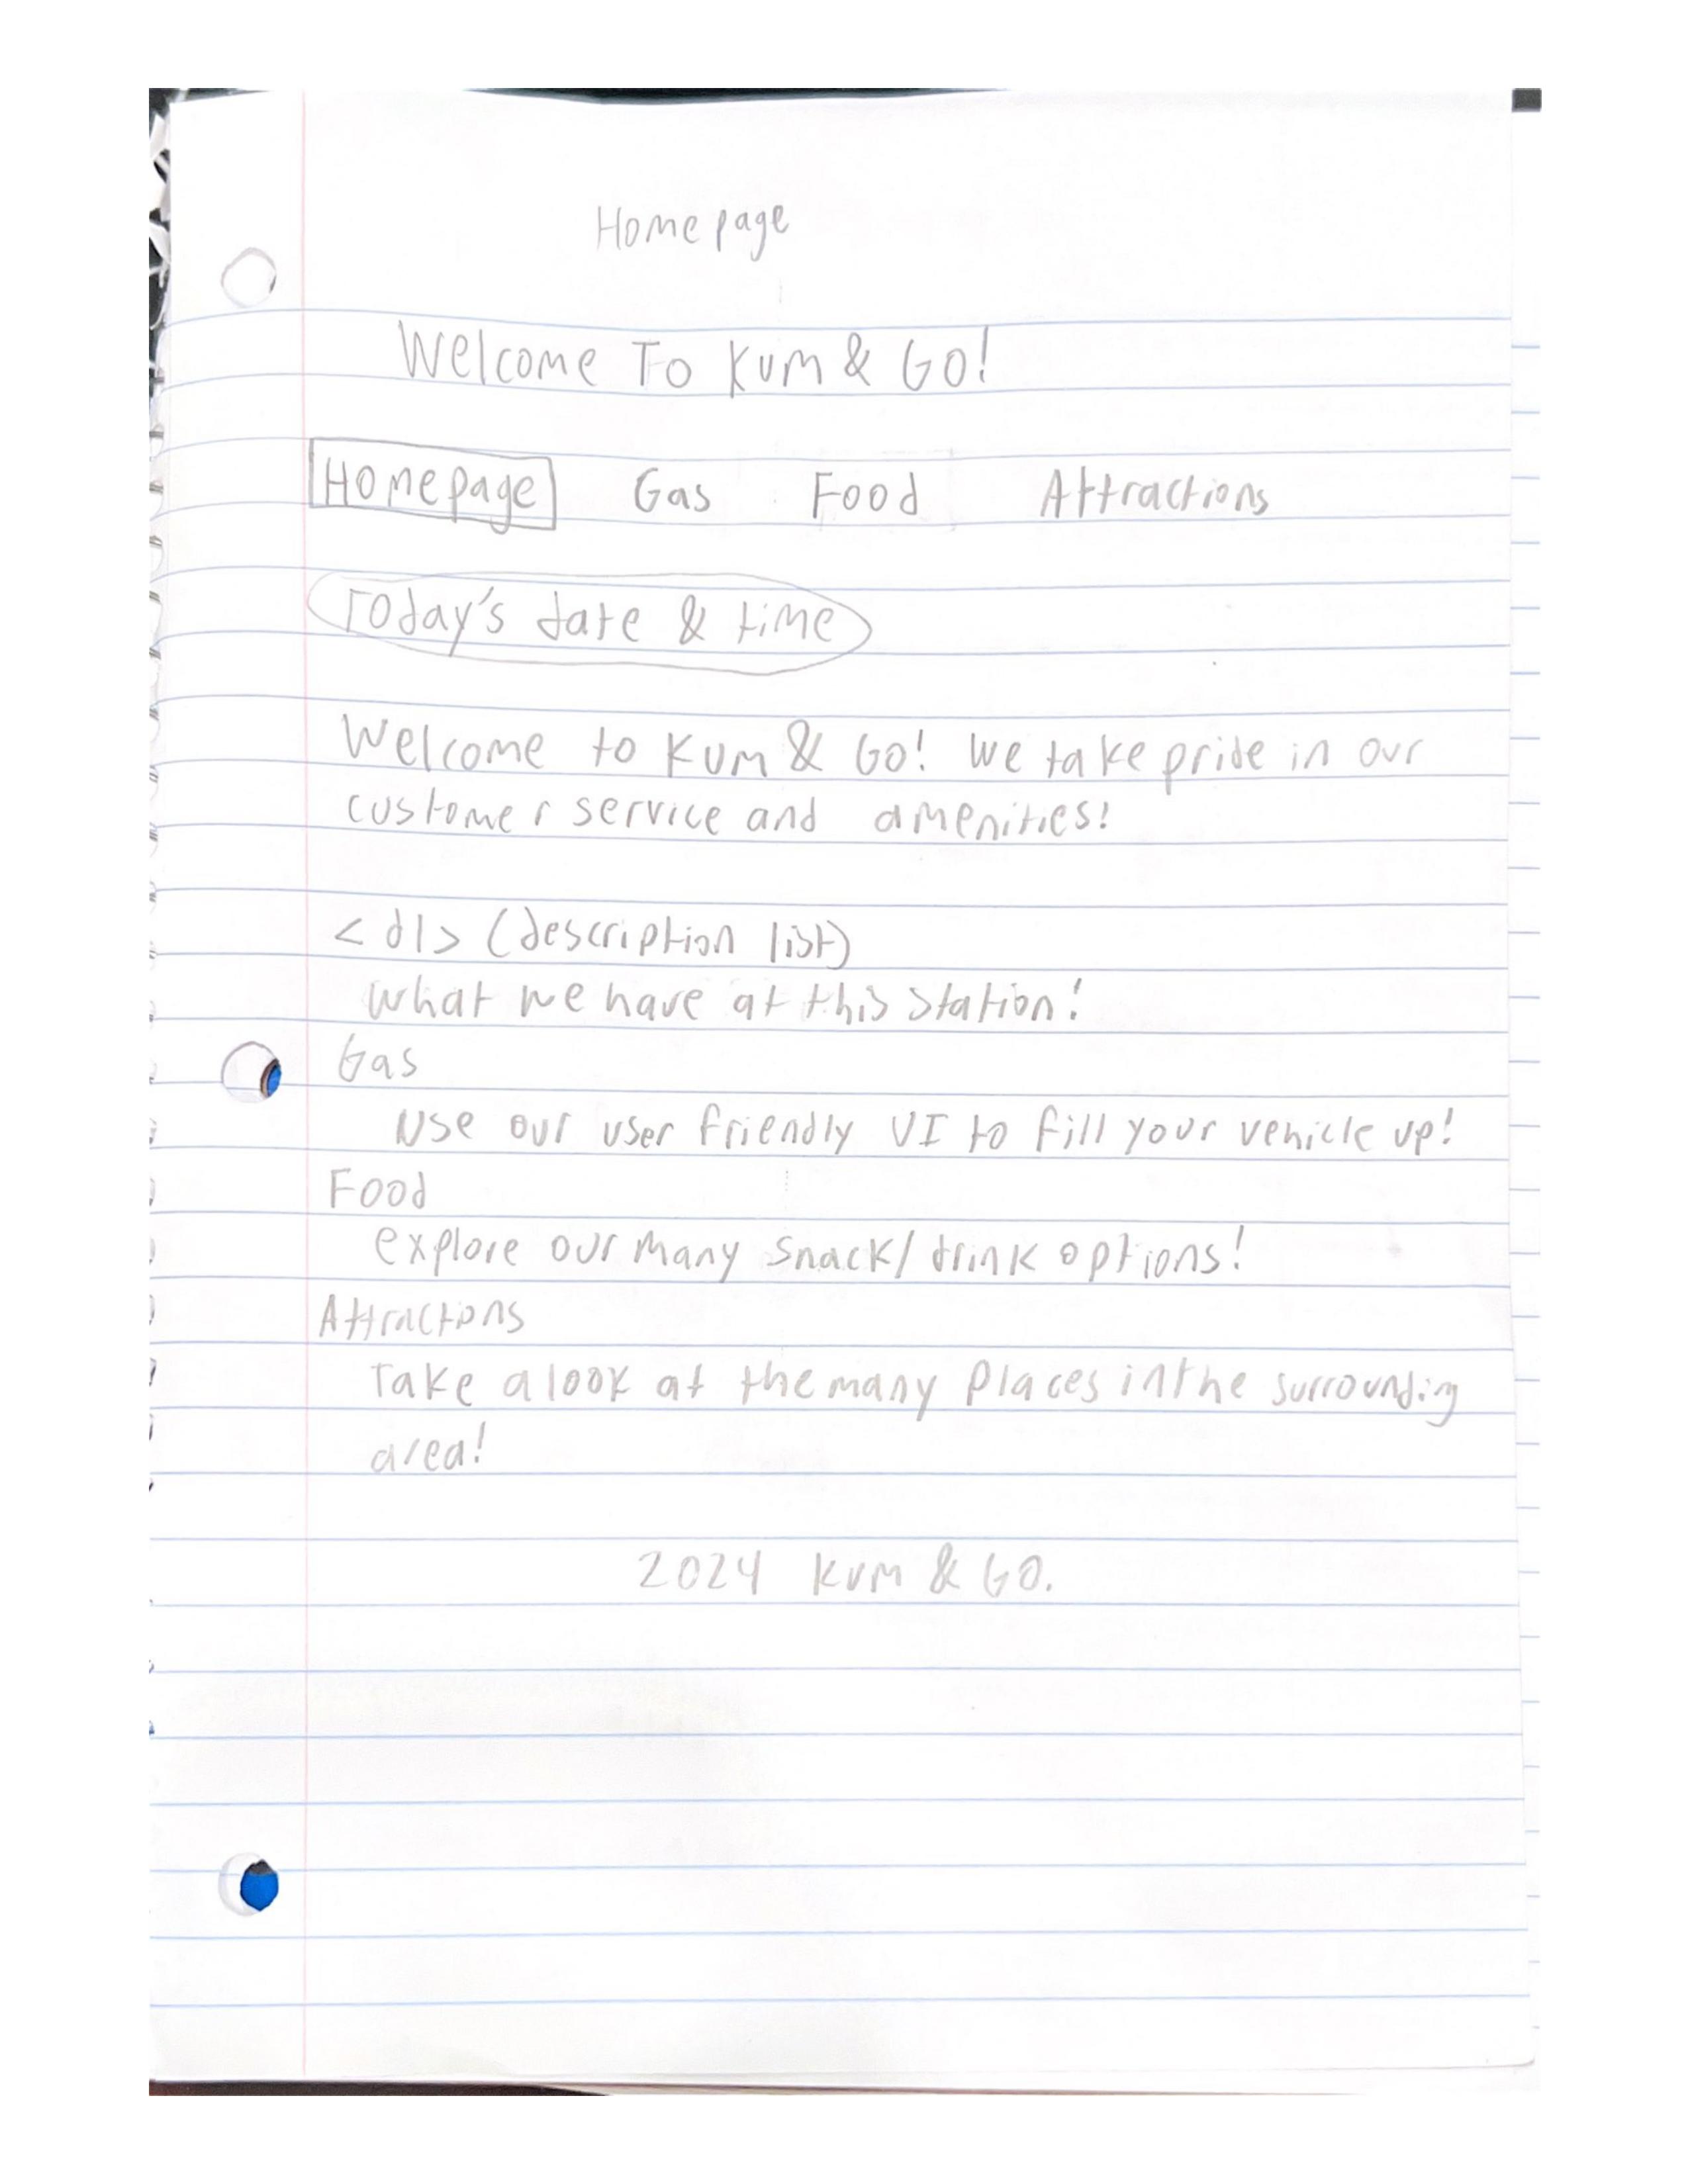 Homepage
Welcome To Kum & GO!
Homepage Gas Food Attractions
Today's date & time
Welcome to Kum & Go! We take pride in our
customer service and amenities!
<dl> (description list)
What we have at this station!
Gas
Use our user friendly UI to fill your vehicle up!
Food
explore our many snack/drink options!
Attractions
Take a look at the many places in the surrounding
area!
2024 Kum & GO.